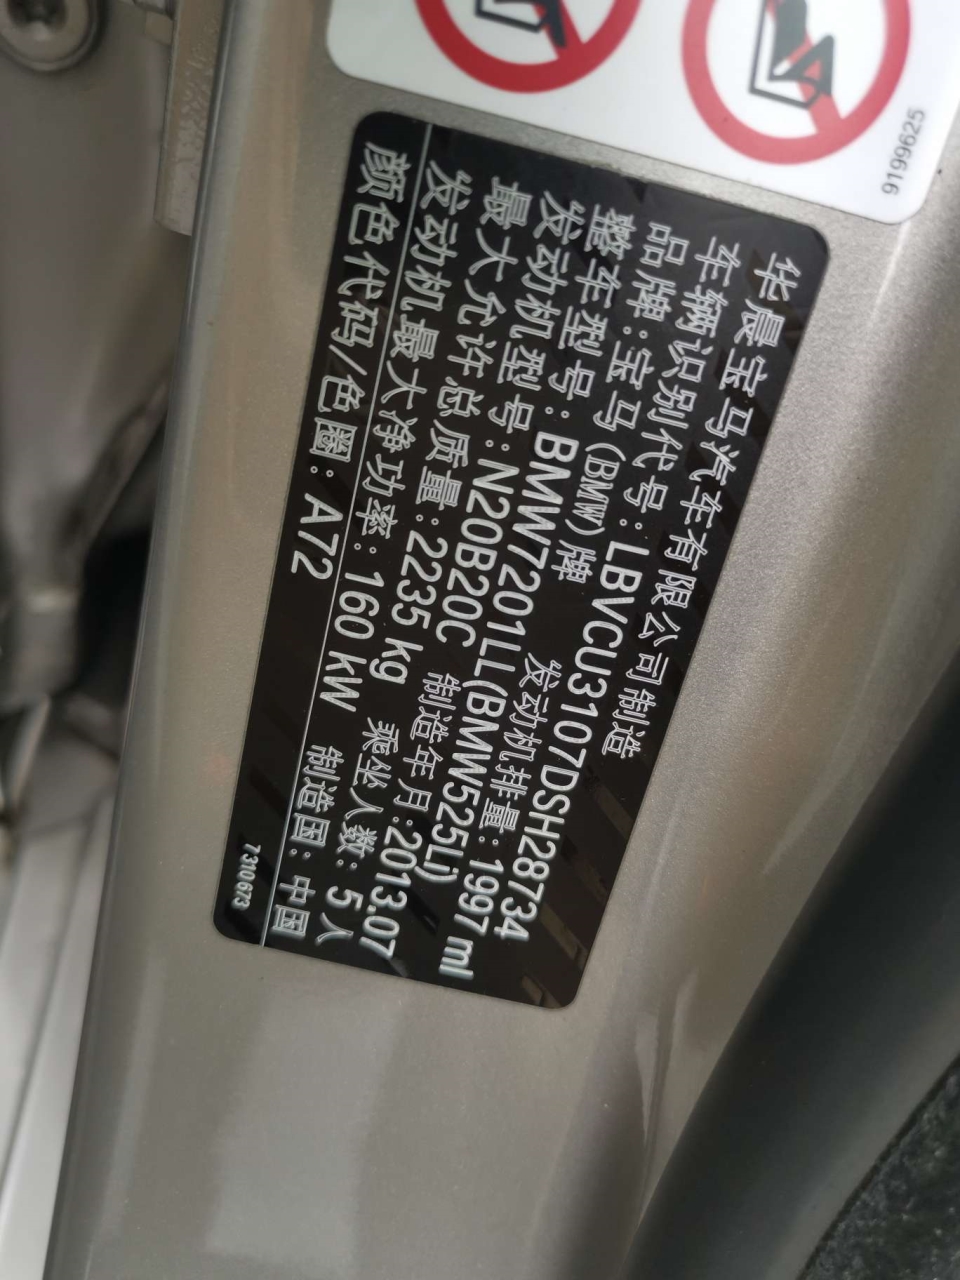 9199625
华晨宝马汽车有限公司制造
车辆识别代号:LBVCU3107DSH28734
品牌:宝马(BMW)牌 发动机排量:1997 ml
整车型号:BMW7201LL(BMW525Li)
发动机型号:N20B20C 制造年月:2013.07
最大允许总质量:2235 kg 乘坐人数:5人
发动机最大净功率:160 kW 制造国:中国
颜色代码/色圈:A72
7310673